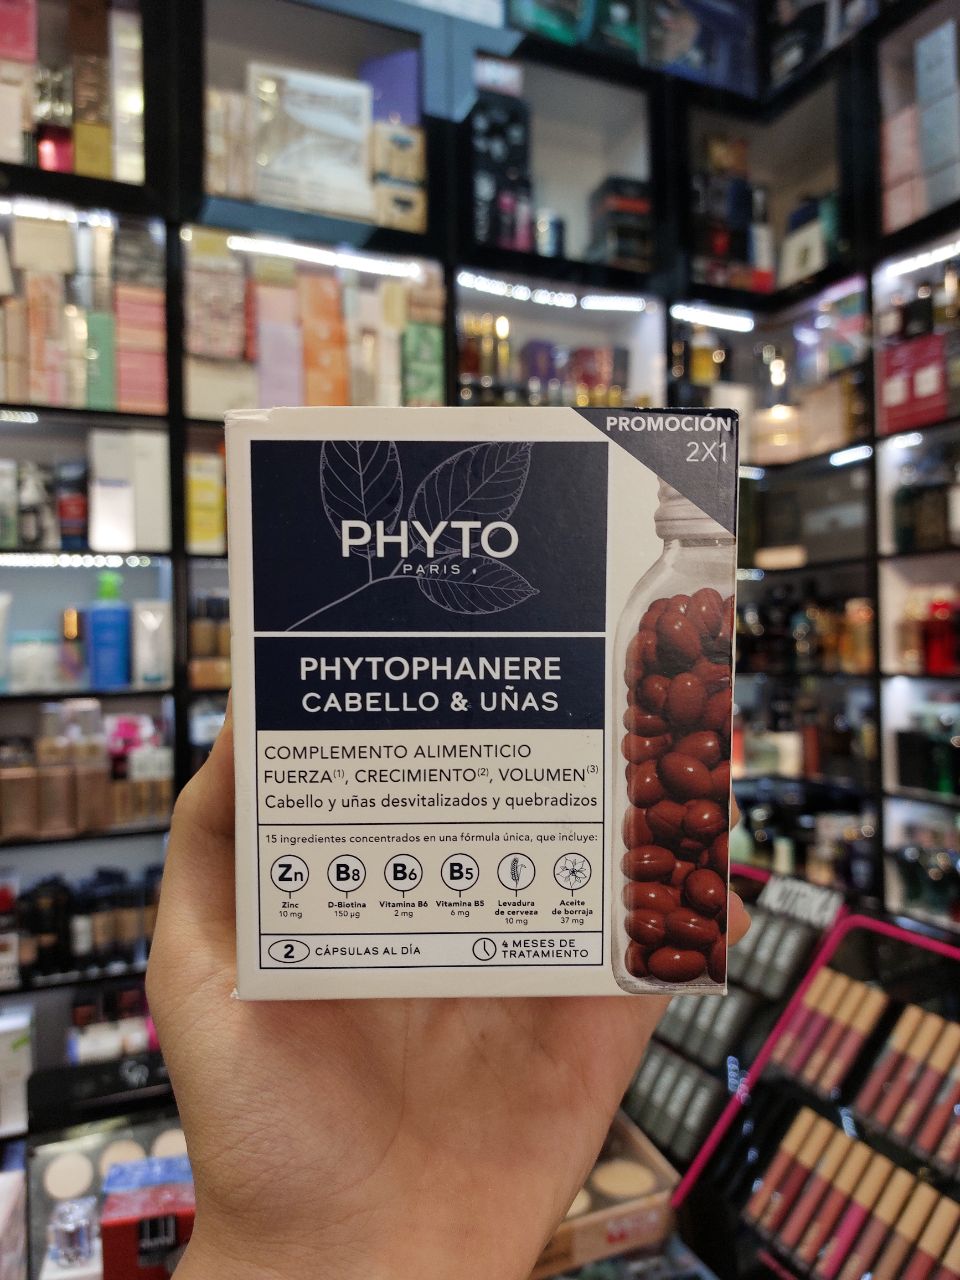 PROMOCIÓN
2X1
PHYTO
PARIS
PHYTOPHANERE
CABELLO & UÑAS
COMPLEMENTO ALIMENTICIO
FUERZA(1), CRECIMIENTO(2), VOLUMEN(3)
Cabello y uñas desvitalizados y quebradizos
15 ingredientes concentrados en una fórmula única, que incluye:
Zn B8 B6 B5
Zinc D-Biotina Vitamina B6 Vitamina B5 Levadura de cerveza Aceite de borraja
10 mg 150 µg 2 mg 6 mg 10 mg 37 mg
2 CÁPSULAS AL DÍA
4 MESES DE
TRATAMIENTO